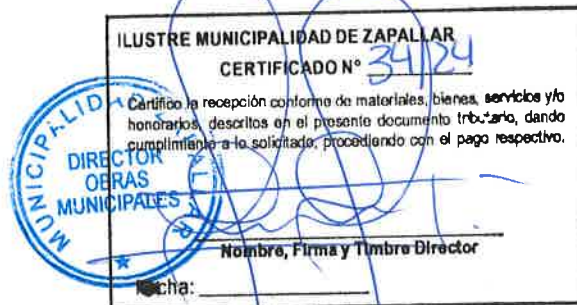 ILUSTRE MUNICIPALIDAD DE ZAPALLAR
CERTIFICADO Nº 34/24
Certifico la recepción conforme de materiales, bienes, servicios y/o
honorarios, descritos en el presente documento tributario, dando
cumplimiento a lo solicitado, procediendo con el pago respectivo.
MUNICIPALIDAD ZAPALLAR
DIRECTOR
OBRAS
MUNICIPALES
Nombre, Firma y Timbre Director
Fecha: